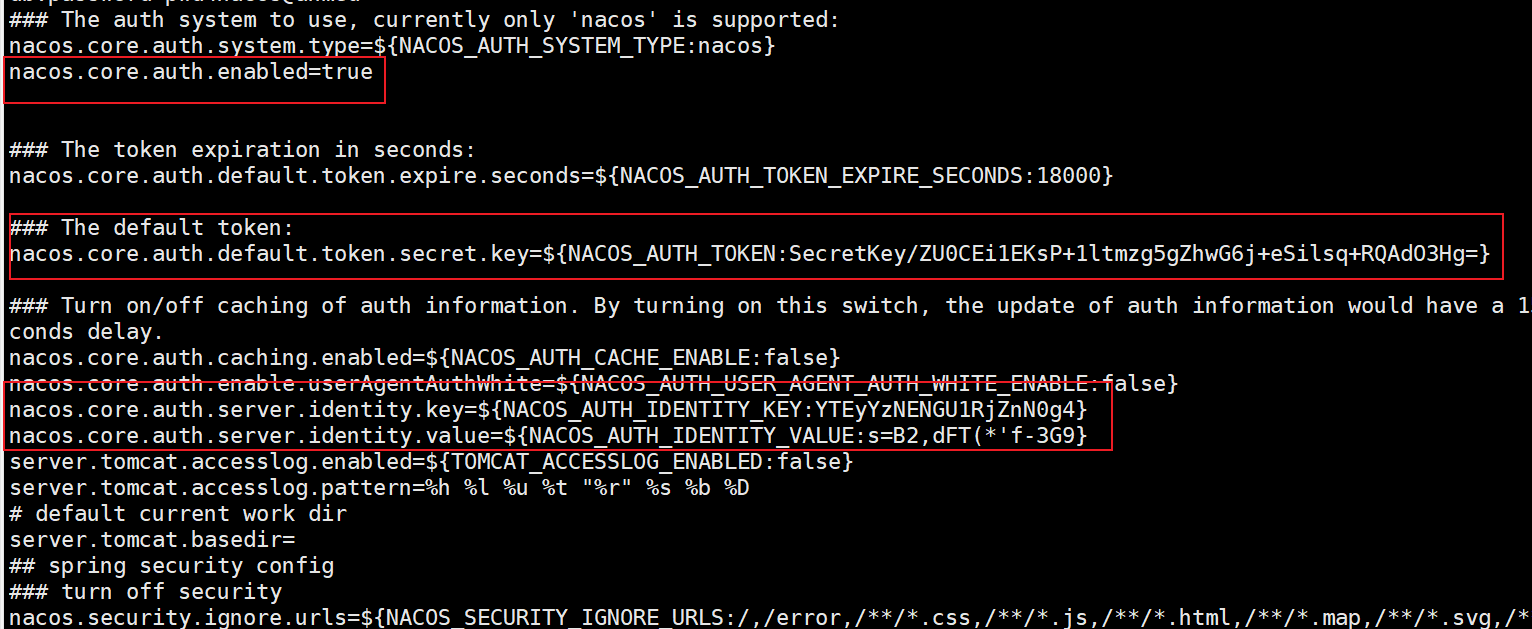 ### The auth system to use, currently only 'nacos' is supported:
nacos.core.auth.system.type=${NACOS_AUTH_SYSTEM_TYPE:nacos}
nacos.core.auth.enabled=true
### The token expiration in seconds:
nacos.core.auth.default.token.expire.seconds=${NACOS_AUTH_TOKEN_EXPIRE_SECONDS:18000}
### The default token:
nacos.core.auth.default.token.secret.key=${NACOS_AUTH_TOKEN:SecretKey/ZU0CEi1EKsP+1ltmzg5gZhwG6j+eSilsq+RQAdO3Hg=}
### Turn on/off caching of auth information. By turning on this switch, the update of auth information would have a
conds delay.
nacos.core.auth.caching.enabled=${NACOS_AUTH_CACHE_ENABLE:false}
nacos.core.auth.enable.userAgentAuthWhite=${NACOS_AUTH_USER_AGENT_AUTH_WHITE_ENABLE:false}
nacos.core.auth.server.identity.key=${NACOS_AUTH_IDENTITY_KEY:YTEyYzNENGU1RjZnN0g4}
nacos.core.auth.server.identity.value=${NACOS_AUTH_IDENTITY_VALUE:s=B2,dFT(*'f-3G9}
server.tomcat.accesslog.enabled=${TOMCAT_ACCESSLOG_ENABLED:false}
server.tomcat.accesslog.pattern=%h %l %u %t "%r" %s %b %D
# default current work dir
server.tomcat.basedir=
## spring security config
### turn off security
nacos.security.ignore.urls=${NACOS_SECURITY_IGNORE_URLS:/,/error,/**/*.css,/**/*.js,/**/*.html,/**/*.map,/**/*.svg,/*